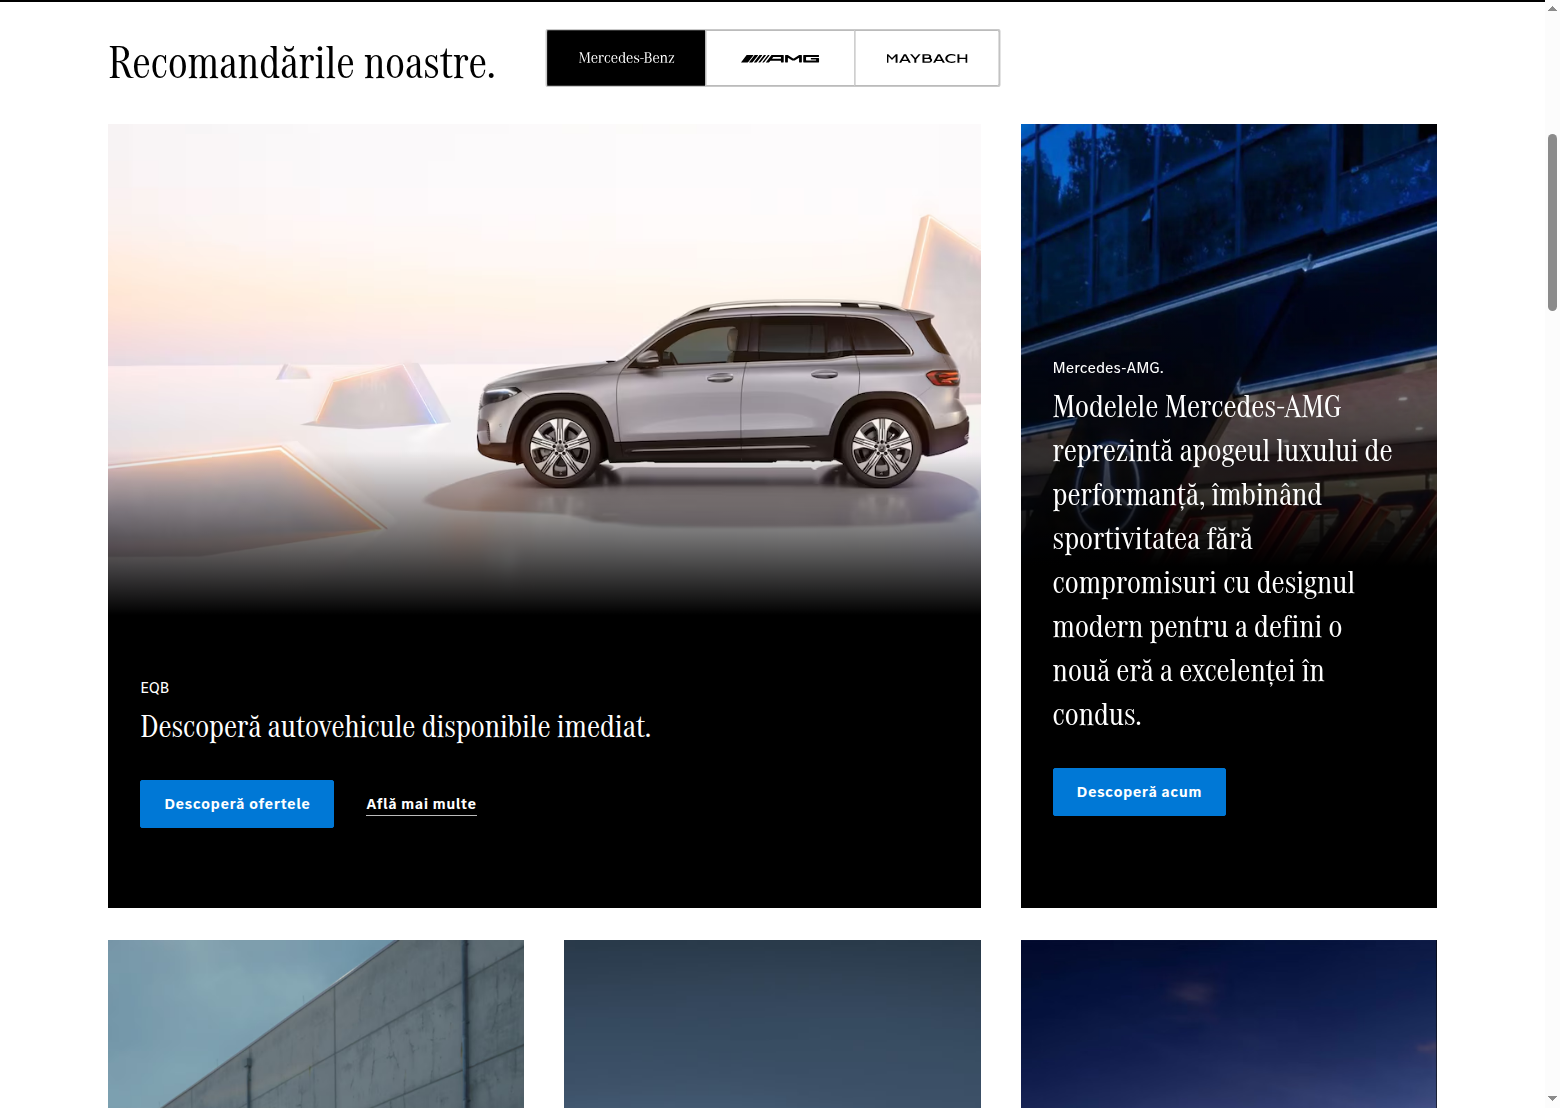 Recomandările noastre.
Mercedes-Benz
AMG
MAYBACH
EQB
Descoperă autovehicule disponibile imediat.
Descoperă ofertele
Află mai multe
Mercedes-AMG.
Modelele Mercedes-AMG
reprezintă apogeul luxului de
performanță, îmbinând
sportivitatea fără
compromisuri cu designul
modern pentru a defini o
nouă eră a excelenței în
condus.
Descoperă acum